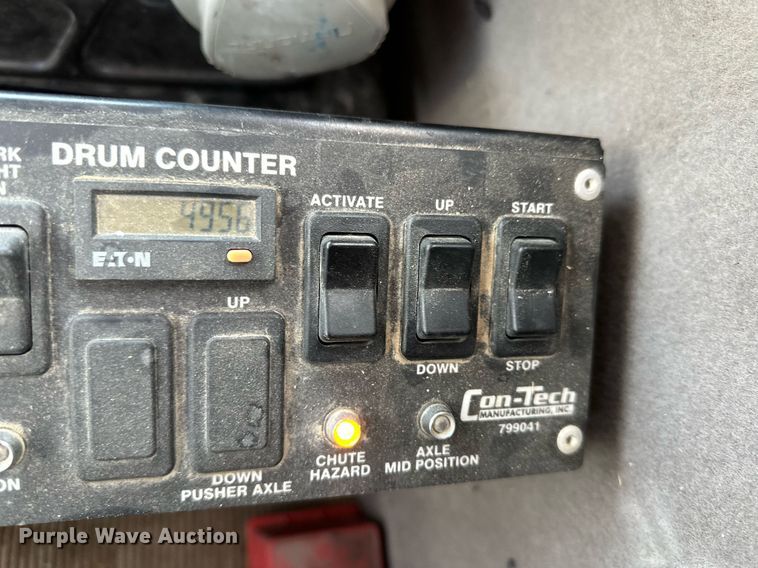 DRUM COUNTER
4956
EATON
ACTIVATE
UP
START
UP
DOWN
STOP
Con-Tech
MANUFACTURING, INC
799041
CHUTE
HAZARD
AXLE
MID POSITION
DOWN
PUSHER AXLE
Purple Wave Auction